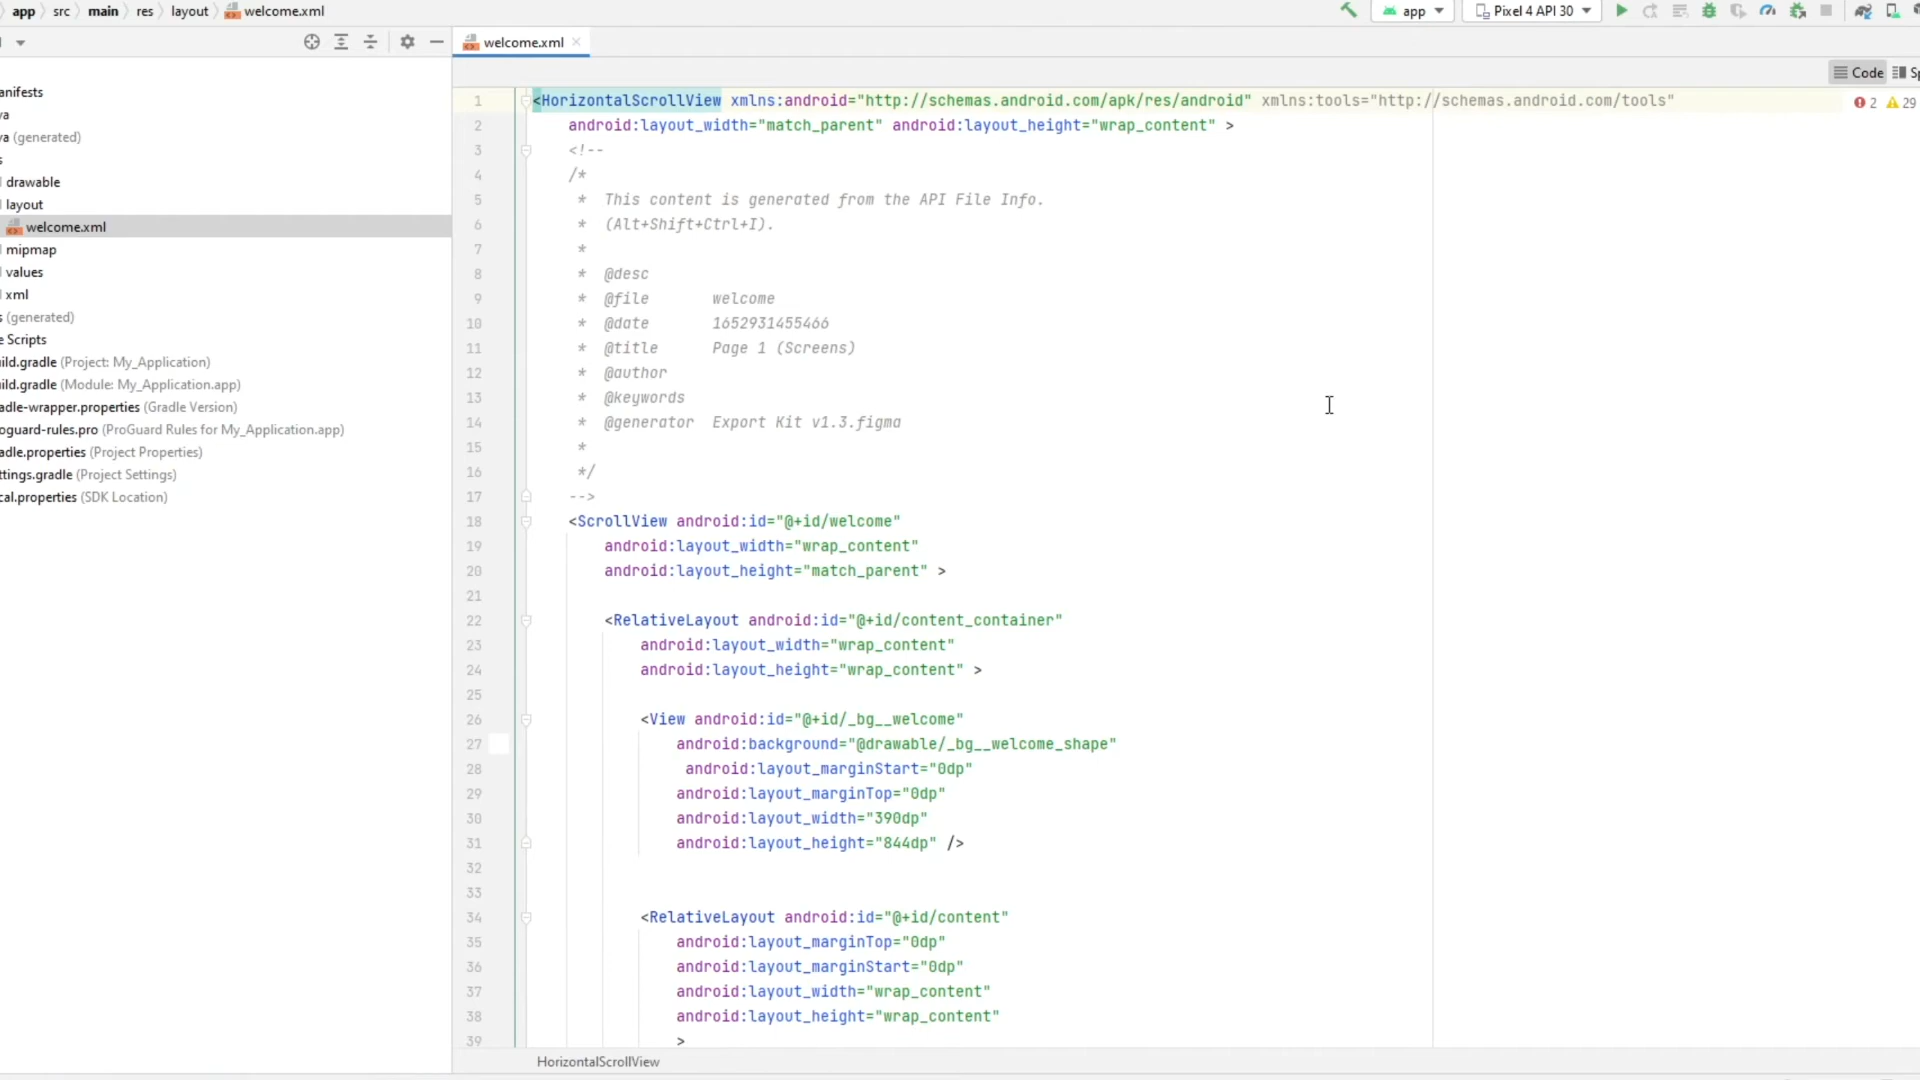 app src main res layout welcome.xml
app Pixel 4 API 30
welcome.xml
Code Sp
2 29
anifests
va
va (generated)
s
drawable
layout
welcome.xml
mipmap
values
xml
s (generated)
e Scripts
ild.gradle (Project: My_Application)
ild.gradle (Module: My_Application.app)
adle-wrapper.properties (Gradle Version)
oguard-rules.pro (ProGuard Rules for My_Application.app)
adle.properties (Project Properties)
ttings.gradle (Project Settings)
cal.properties (SDK Location)
1 <HorizontalScrollView xmlns:android="http://schemas.android.com/apk/res/android" xmlns:tools="http://schemas.android.com/tools"
2 android:layout_width="match_parent" android:layout_height="wrap_content" >
3 <!--
4 /*
5 * This content is generated from the API File Info.
6 * (Alt+Shift+Ctrl+I).
7 *
8 * @desc
9 * @file welcome
10 * @date 1652931455466
11 * @title Page 1 (Screens)
12 * @author
13 * @keywords
14 * @generator Export Kit v1.3.figma
15 *
16 */
17 -->
18 <ScrollView android:id="@+id/welcome"
19 android:layout_width="wrap_content"
20 android:layout_height="match_parent" >
21
22 <RelativeLayout android:id="@+id/content_container"
23 android:layout_width="wrap_content"
24 android:layout_height="wrap_content" >
25
26 <View android:id="@+id/_bg__welcome"
27 android:background="@drawable/_bg__welcome_shape"
28 android:layout_marginStart="0dp"
29 android:layout_marginTop="0dp"
30 android:layout_width="390dp"
31 android:layout_height="844dp" />
32
33
34 <RelativeLayout android:id="@+id/content"
35 android:layout_marginTop="0dp"
36 android:layout_marginStart="0dp"
37 android:layout_width="wrap_content"
38 android:layout_height="wrap_content"
39 >
HorizontalScrollView